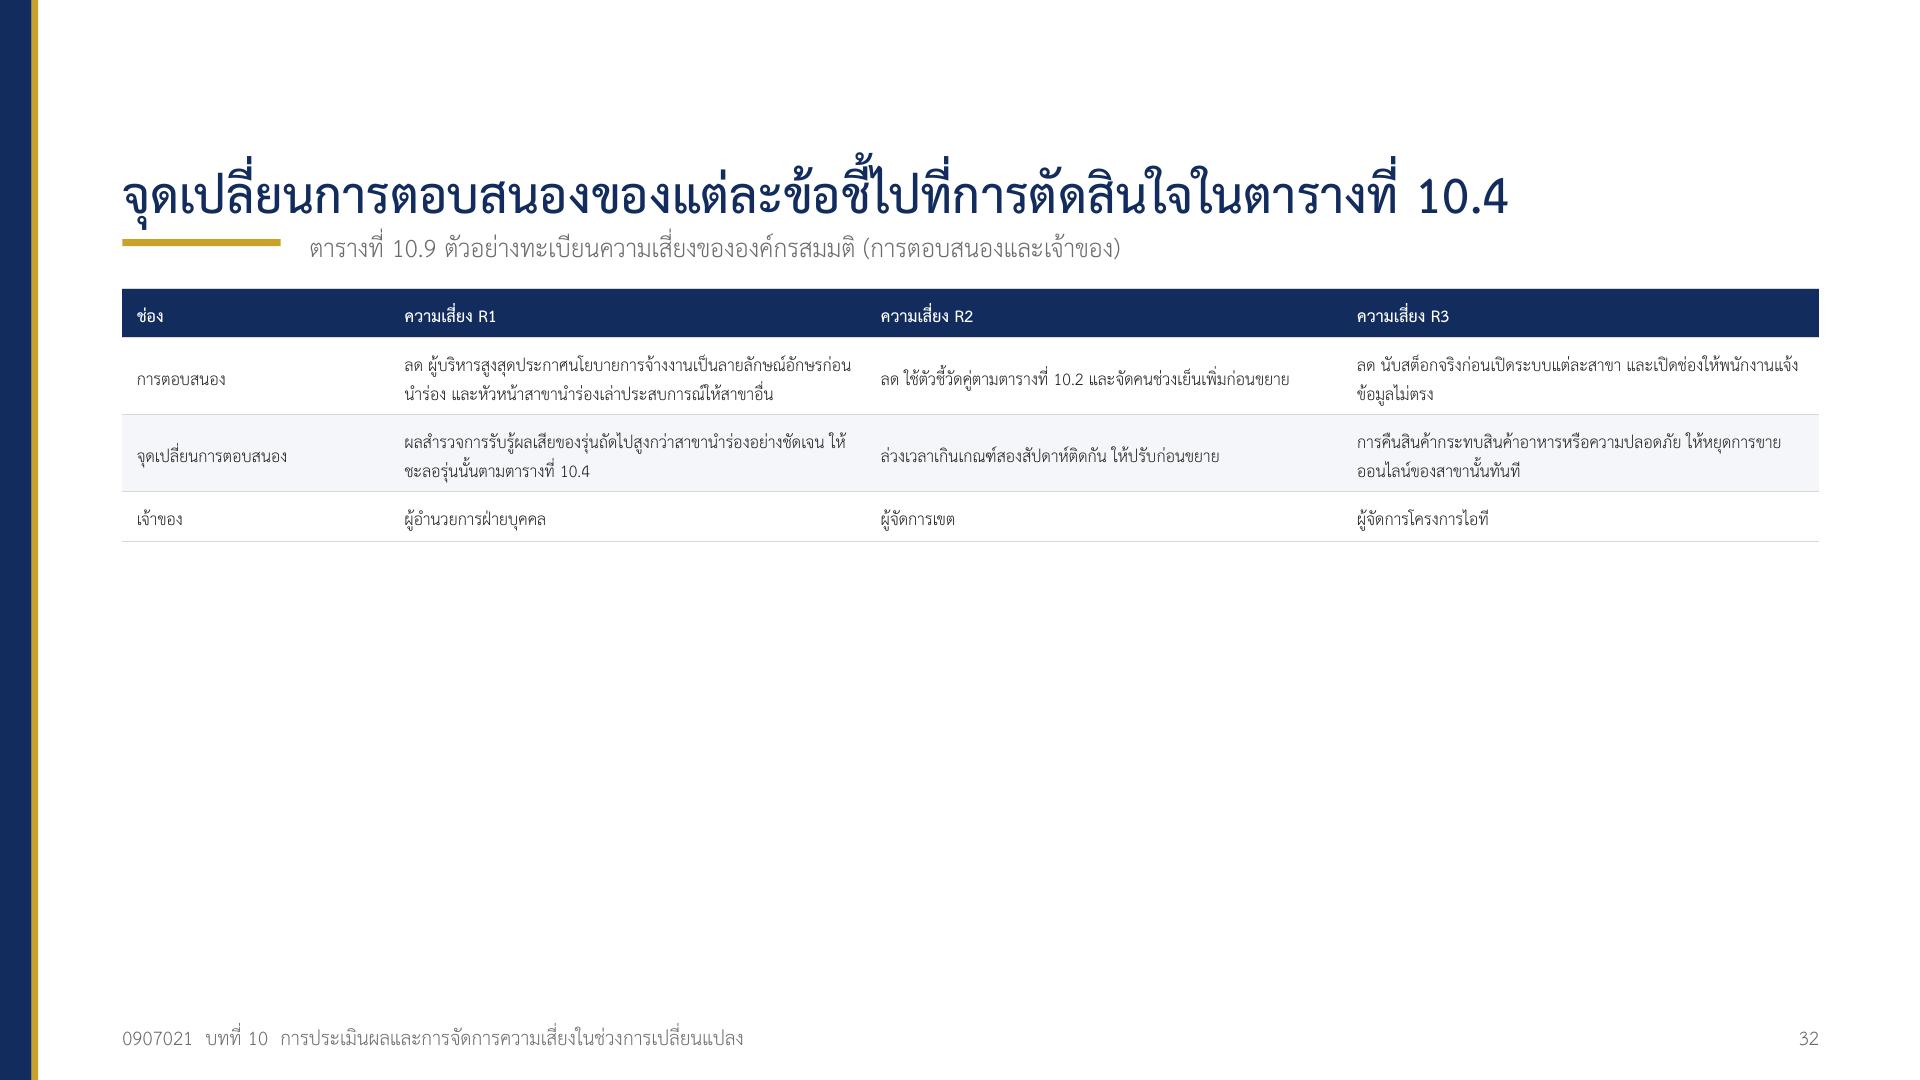 จุดเปลี่ยนการตอบสนองของแต่ละข้อชี้ไปที่การตัดสินใจในตารางที่ 10.4
ตารางที่ 10.9 ตัวอย่างทะเบียนความเสี่ยงขององค์กรสมมติ (การตอบสนองและเจ้าของ)
ช่อง ความเสี่ยง R1 ความเสี่ยง R2 ความเสี่ยง R3
การตอบสนอง
ลด ผู้บริหารสูงสุดประกาศนโยบายการจ้างงานเป็นลายลักษณ์อักษรก่อน
นำร่อง และหัวหน้าสาขานำร่องเล่าประสบการณ์ให้สาขาอื่น
ลด ใช้ตัวชี้วัดคู่ตามตารางที่ 10.2 และจัดคนช่วงเย็นเพิ่มก่อนขยาย
ลด นับสต็อกจริงก่อนเปิดระบบแต่ละสาขา และเปิดช่องให้พนักงานแจ้ง
ข้อมูลไม่ตรง
จุดเปลี่ยนการตอบสนอง
ผลสำรวจการรับรู้ผลเสียของรุ่นถัดไปสูงกว่าสาขานำร่องอย่างชัดเจน ให้
ชะลอรุ่นนั้นตามตารางที่ 10.4
ล่วงเวลาเกินเกณฑ์สองสัปดาห์ติดกัน ให้ปรับก่อนขยาย
การคืนสินค้ากระทบสินค้าอาหารหรือความปลอดภัย ให้หยุดการขาย
ออนไลน์ของสาขานั้นทันที
เจ้าของ ผู้อำนวยการฝ่ายบุคคล ผู้จัดการเขต ผู้จัดการโครงการไอที
0907021 บทที่ 10 การประเมินผลและการจัดการความเสี่ยงในช่วงการเปลี่ยนแปลง 32